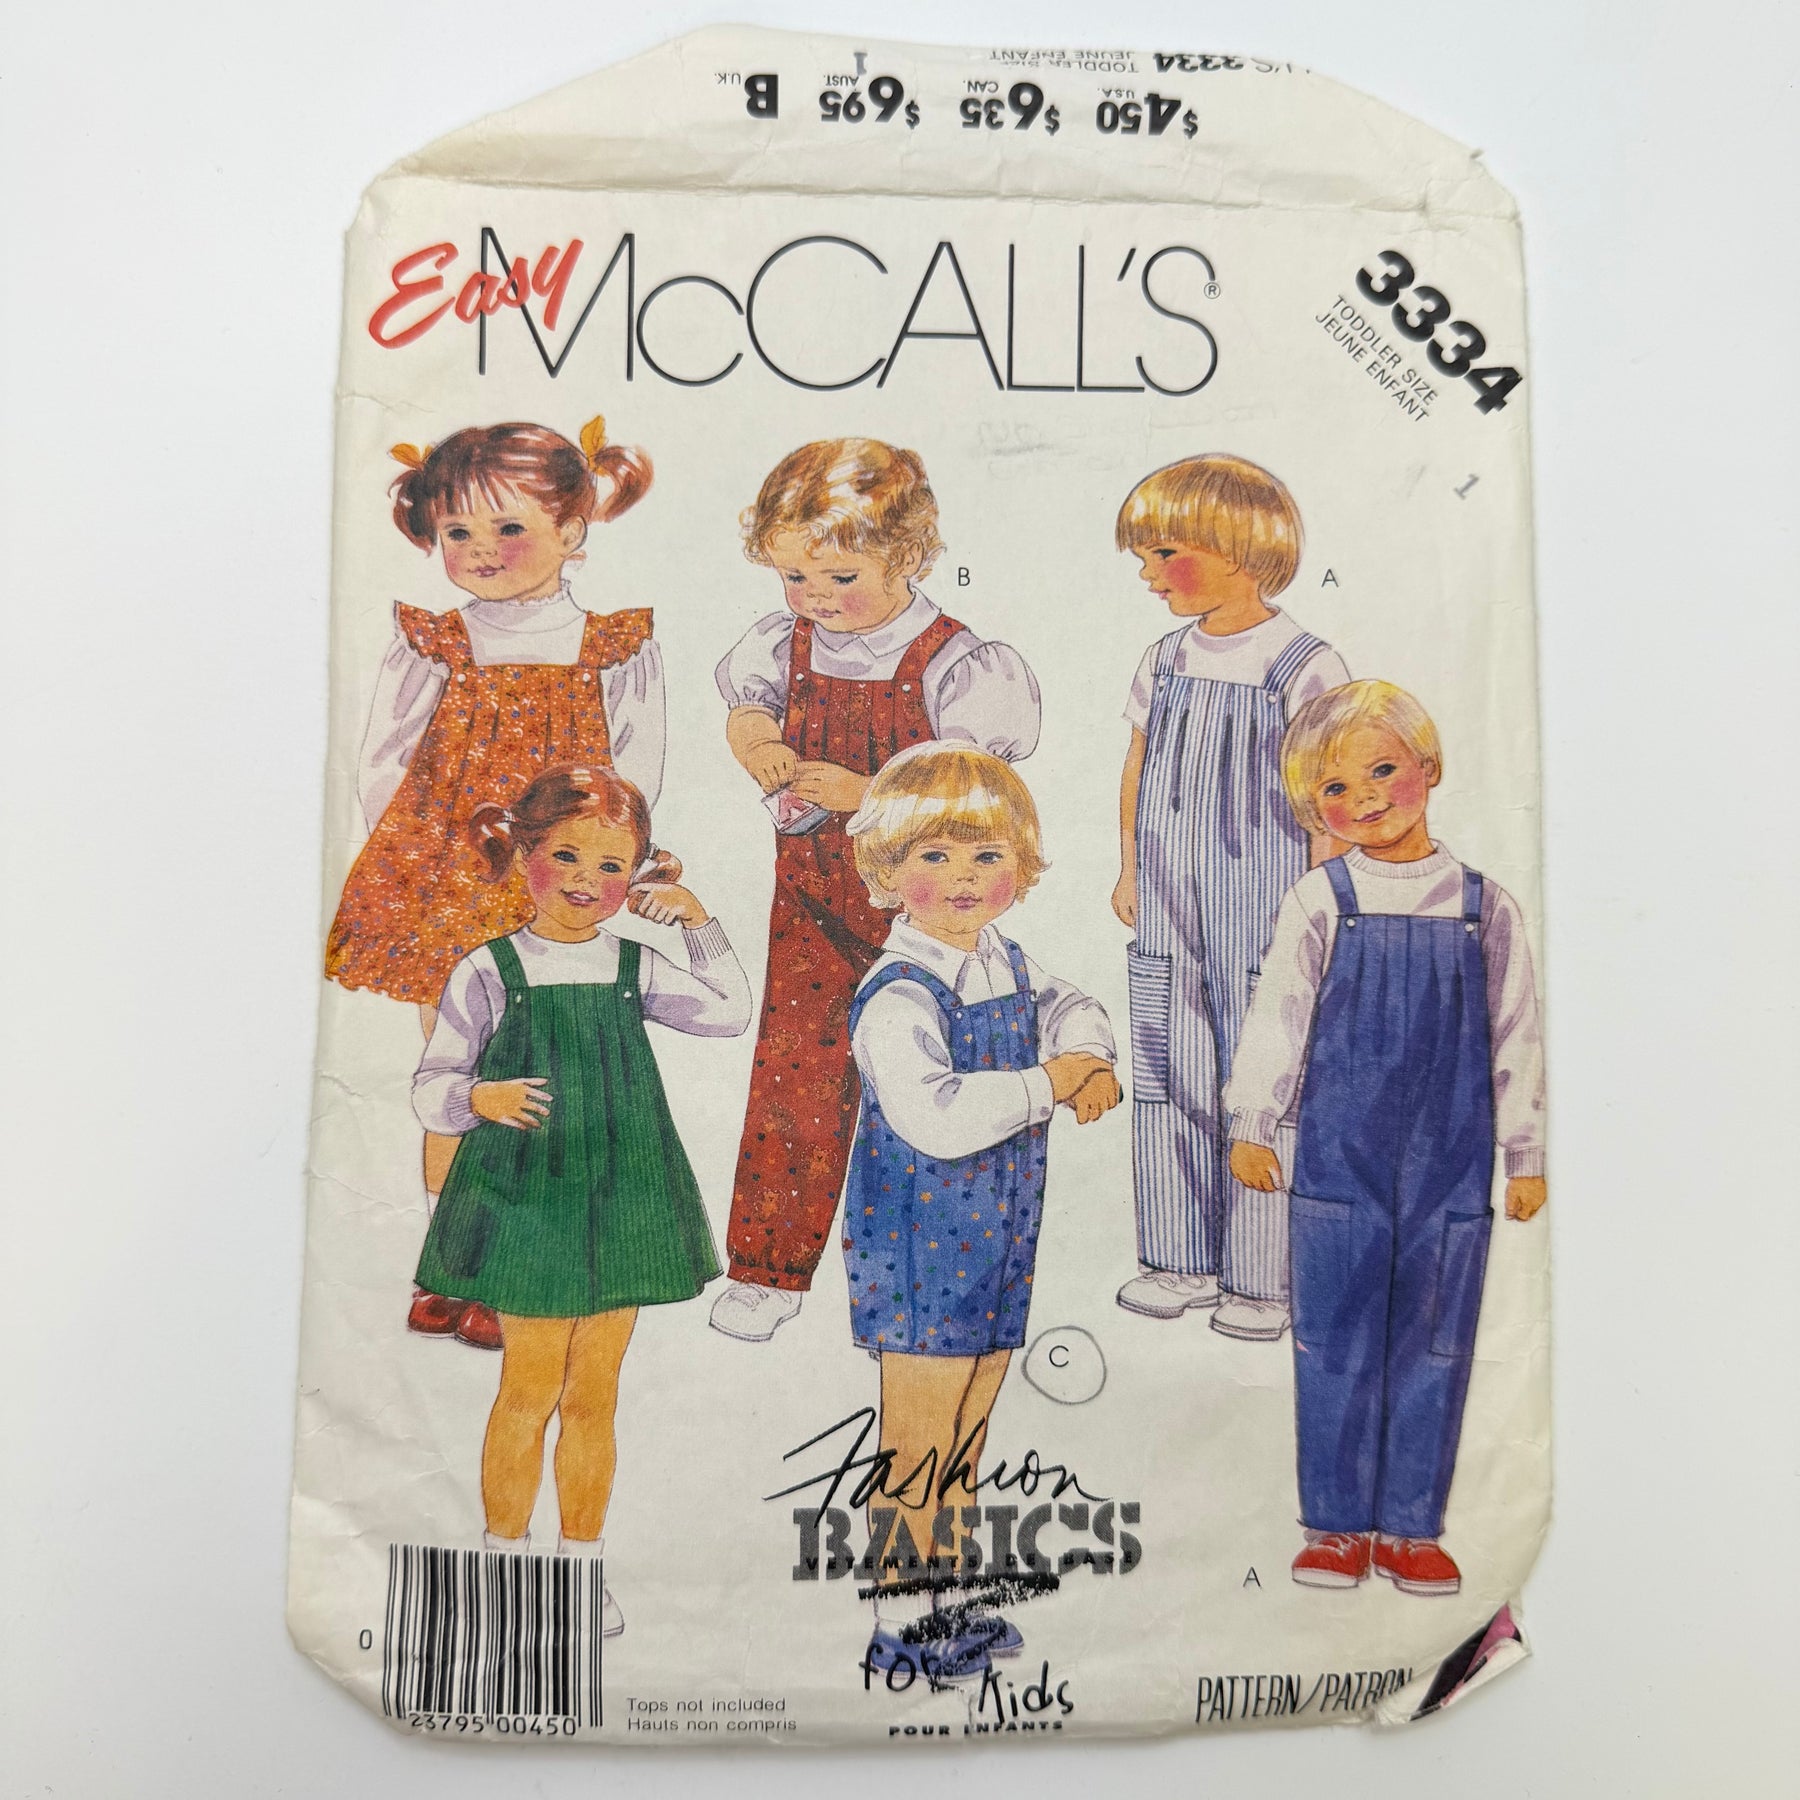 $4.50 U.S.A. $6.35 CAN. $6.95 AUST. B U.K.
'S 3334 TODDLER SIZE
JEUNE ENFANT
1
Easy McCALL'S®
3334
TODDLER SIZE
JEUNE ENFANT
1
B
A
C
A
Fashion
BASICS
VETEMENTS DE BASE
for Kids
POUR ENFANTS
0
23795 00450
Tops not included
Hauts non compris
PATTERN/PATRON